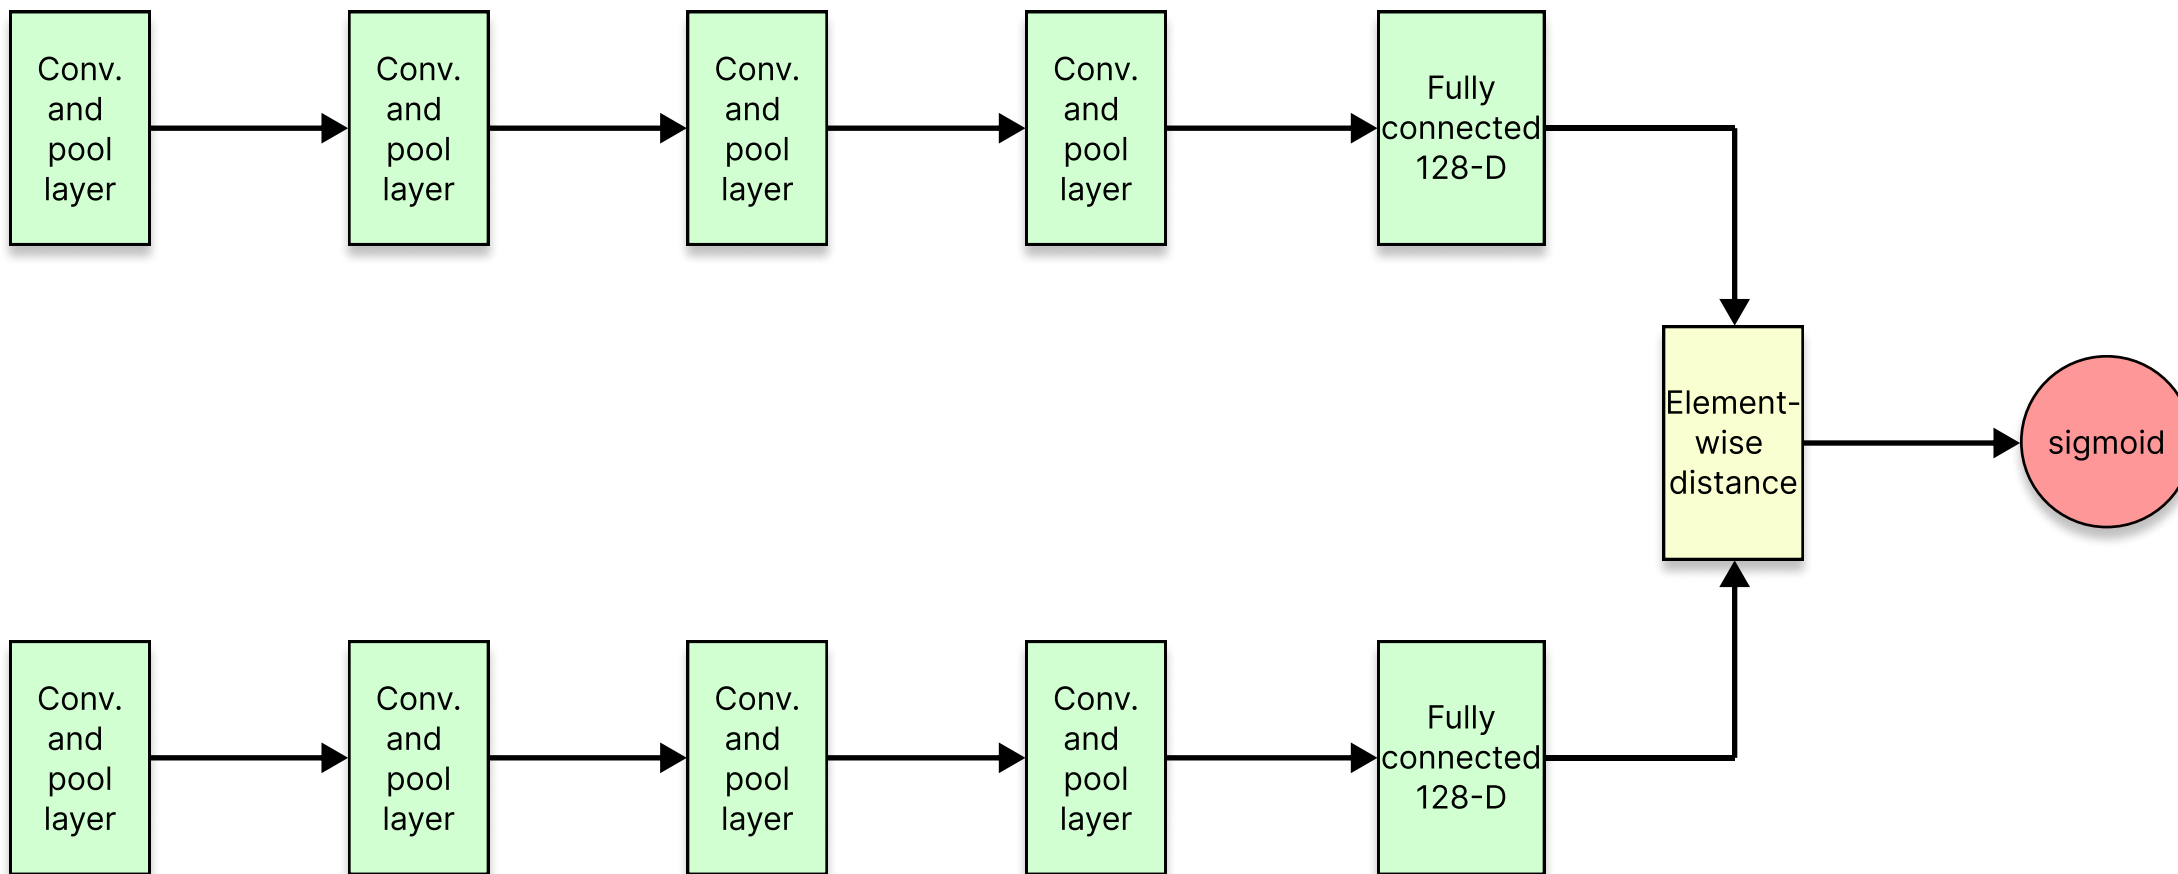 Conv.
and
pool
layer
Conv.
and
pool
layer
Conv.
and
pool
layer
Conv.
and
pool
layer
Fully
connected
128-D
Element-
wise
distance
sigmoid
Conv.
and
pool
layer
Conv.
and
pool
layer
Conv.
and
pool
layer
Conv.
and
pool
layer
Fully
connected
128-D